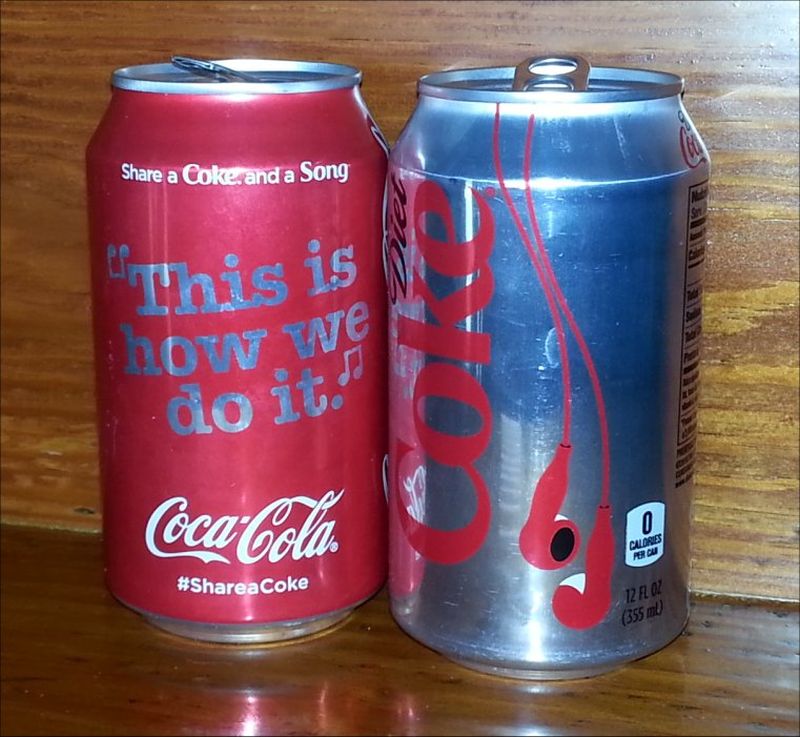 Share a Coke and a Song
"This is
how we
do it."
Coca-Cola®
#ShareaCoke
Diet
Coke®
0
CALORIES
PER CAN
12 FL OZ
(355 mL)